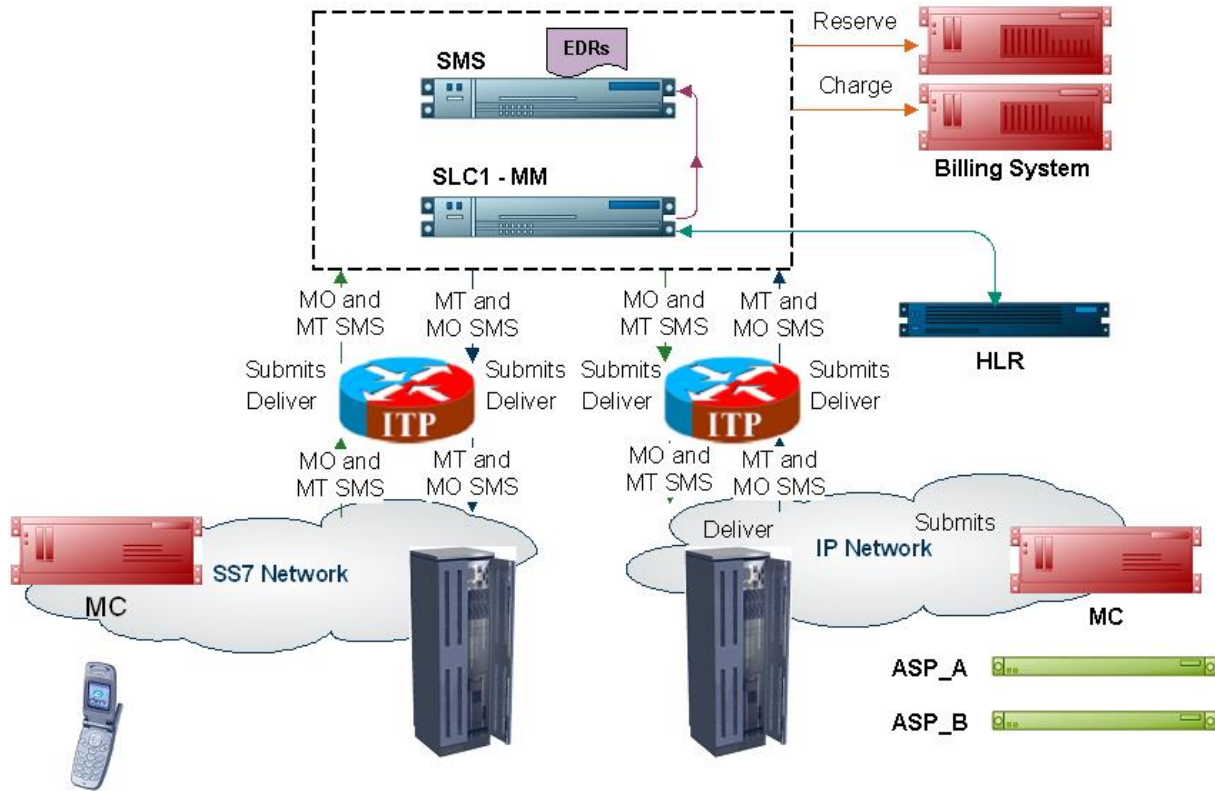 EDRs
SMS
Reserve
Charge
Billing System
SLC1 - MM
HLR
MO and
MT SMS
MT and
MO SMS
MO and
MT SMS
MT and
MO SMS
Submits
Deliver
ITP
Submits
Deliver
Submits
Deliver
ITP
Submits
Deliver
MO and
MT SMS
MT and
MO SMS
MO and
MT SMS
MT and
MO SMS
SS7 Network
MC
Deliver
IP Network
Submits
MC
ASP_A
ASP_B